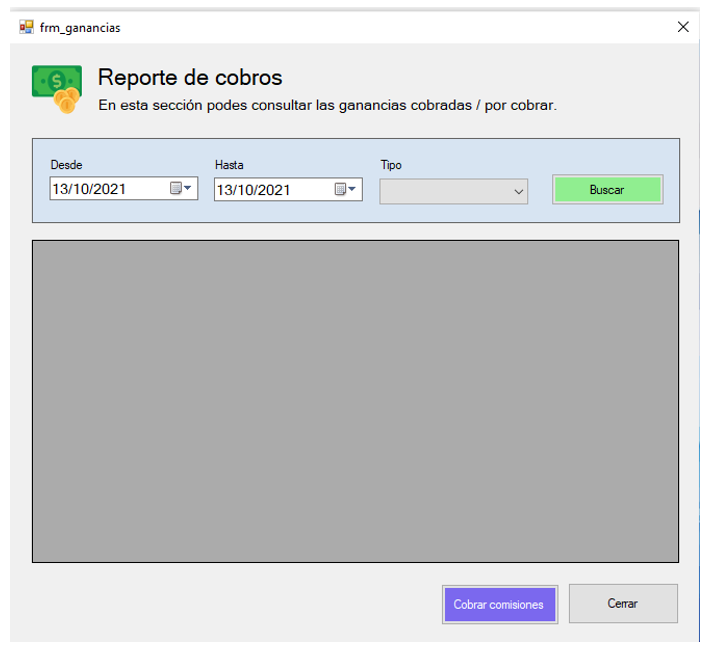 frm_ganancias
Reporte de cobros
En esta sección podes consultar las ganancias cobradas / por cobrar.
Desde
Hasta
Tipo
13/10/2021
13/10/2021
Buscar
Cobrar comisiones
Cerrar